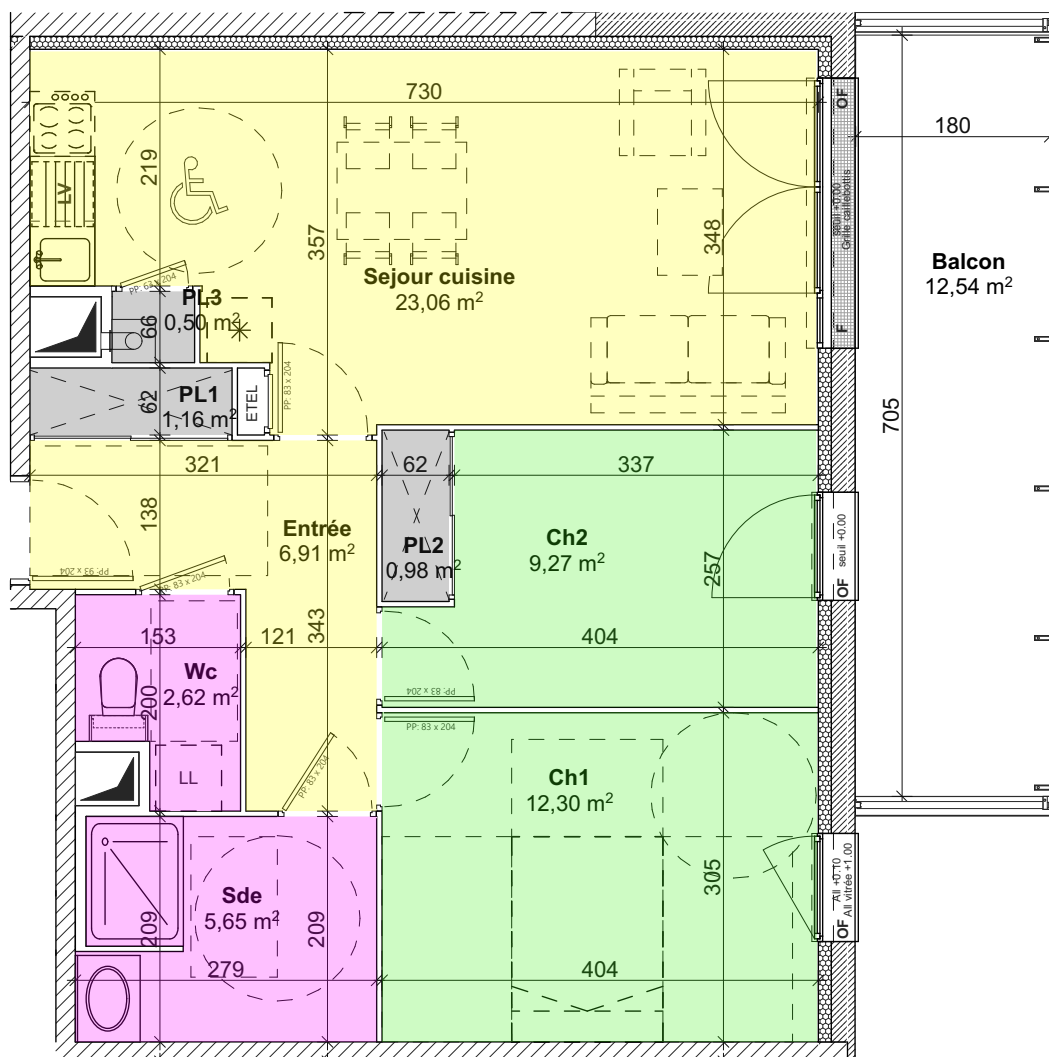 730
180
219
LV
OF
seuil +0.00
Grille caillebottis
F
357
348
Sejour cuisine
23,06 m²
Balcon
12,54 m²
PP: 63 x 204
PL3
0,50 m²
66
PL1
1,16 m²
62
ETEL
PP: 83 x 204
705
321
62
337
138
Entrée
6,91 m²
PL2
0,98 m²
Ch2
9,27 m²
257
OF
seuil +0.00
PP: 93 x 204
PP: 83 x 204
153
121
343
404
Wc
2,62 m²
200
PP: 83 x 204
PP: 83 x 204
LL
PP: 83 x 204
Ch1
12,30 m²
305
OF
All +0.10
All vitrée +1.00
Sde
5,65 m²
209
209
279
404